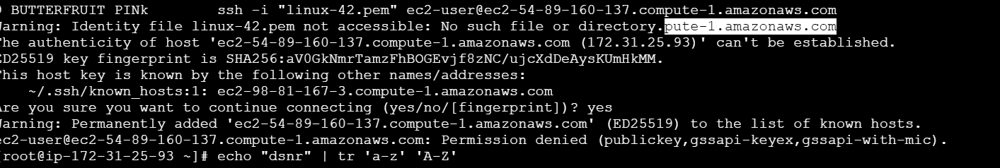 BUTTERFRUIT PINk ssh -i "linux-42.pem" ec2-user@ec2-54-89-160-137.compute-1.amazonaws.com
Warning: Identity file linux-42.pem not accessible: No such file or directory.pute-1.amazonaws.com
The authenticity of host 'ec2-54-89-160-137.compute-1.amazonaws.com (172.31.25.93)' can't be established.
ED25519 key fingerprint is SHA256:aV0GkNmrTamzFhBOGEvjf8zNC/ujcXdDeAysKUmHkMM.
This host key is known by the following other names/addresses:
~/.ssh/known_hosts:1: ec2-98-81-167-3.compute-1.amazonaws.com
Are you sure you want to continue connecting (yes/no/[fingerprint])? yes
Warning: Permanently added 'ec2-54-89-160-137.compute-1.amazonaws.com' (ED25519) to the list of known hosts.
ec2-user@ec2-54-89-160-137.compute-1.amazonaws.com: Permission denied (publickey,gssapi-keyex,gssapi-with-mic).
[root@ip-172-31-25-93 ~]# echo "dsnr" | tr 'a-z' 'A-Z'